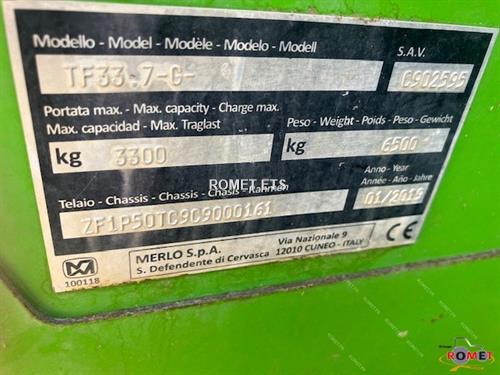 Modello - Model - Modèle - Modelo - Modell
S.A.V.
TF33.7-G-
C902595
Portata max. - Max. capacity - Charge max.
Max. capacidad - Max. Traglast
Peso - Weight - Poids - Peso - Gewicht
kg 3300
kg 6500
ROMET ETS
Telaio - Chassis - Chassis - Chasis - Rahmen
Anno - Year
Année - Año - Jahre
ZF1P50TC9C9000161
01/2019
MERLO S.p.A.
S. Defendente di Cervasca
Via Nazionale 9
12010 CUNEO - ITALY
CE
100118
ROMET